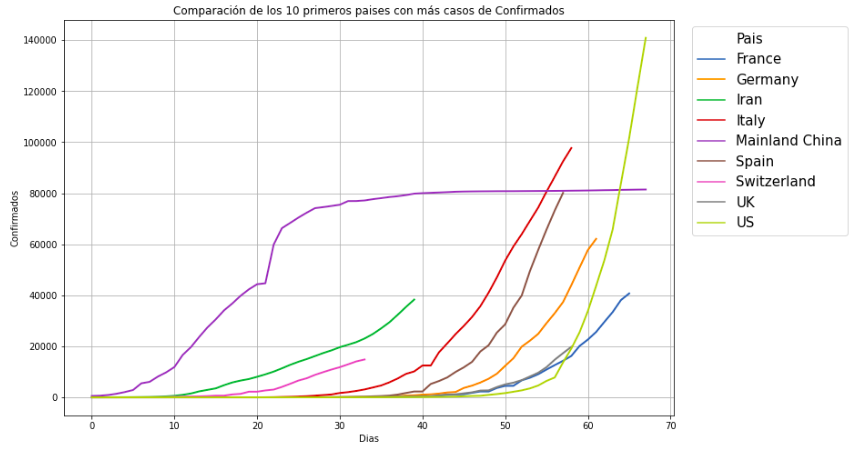 Comparación de los 10 primeros paises con más casos de Confirmados
140000
120000
100000
80000
60000
40000
20000
0
Confirmados
0 10 20 30 40 50 60 70
Dias
Pais
France
Germany
Iran
Italy
Mainland China
Spain
Switzerland
UK
US